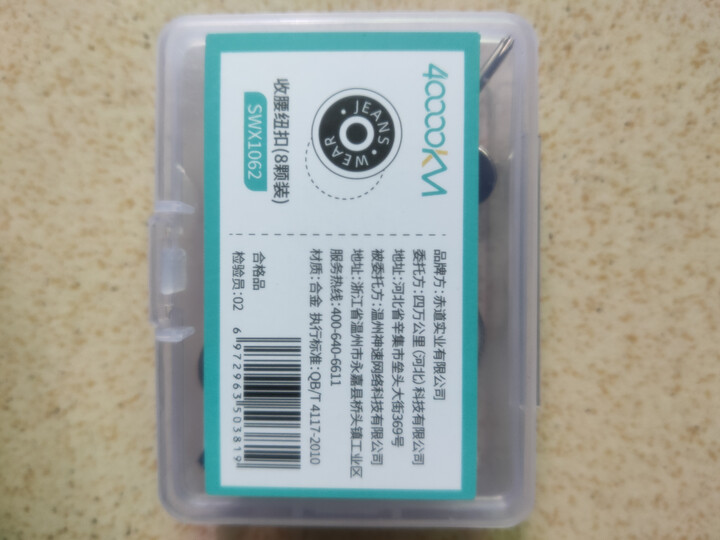 40000KM
JEANS
WEAR
收腰纽扣(8颗装)
SWX1062
品牌方:赤道实业有限公司
委托方:四万公里(河北)科技有限公司
地址:河北省辛集市垒头大街369号
被委托方:温州神速网络科技有限公司
地址:浙江省温州市永嘉县桥头镇工业区
服务热线:400-640-6611
材质:合金 执行标准:QB/T 4117-2010
合格品
检验员:02
6972963503819